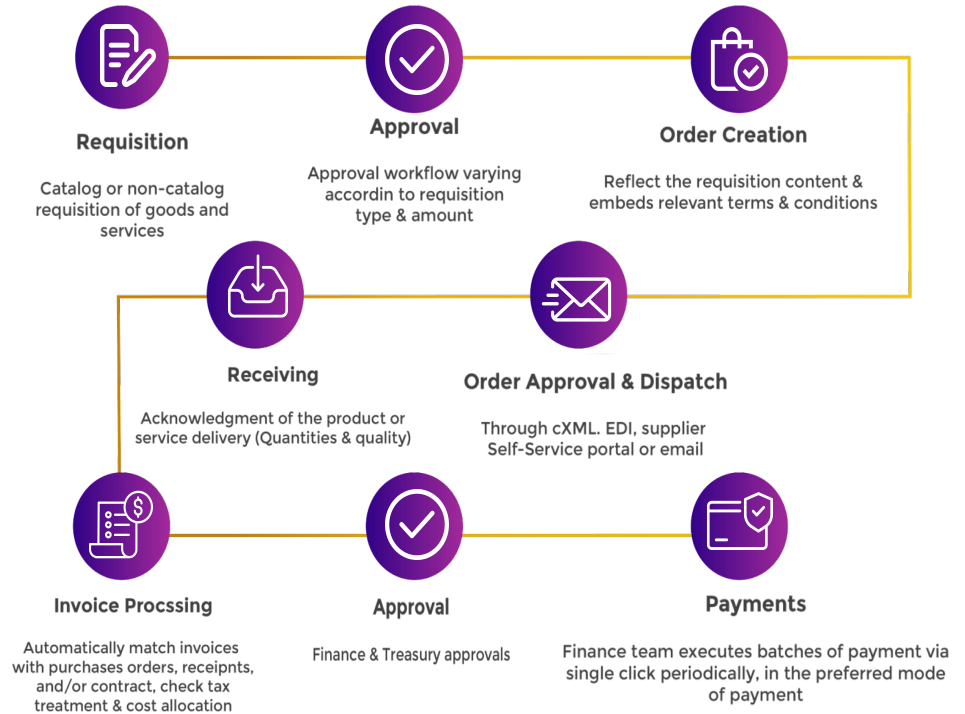 Requisition
Catalog or non-catalog
requisition of goods and
services
Approval
Approval workflow varying
accordin to requisition
type & amount
Order Creation
Reflect the requisition content &
embeds relevant terms & conditions
Receiving
Acknowledgment of the product or
service delivery (Quantities & quality)
Order Approval & Dispatch
Through cXML. EDI, supplier
Self-Service portal or email
$
Invoice Procssing
Automatically match invoices
with purchases orders, receipnts,
and/or contract, check tax
treatment & cost allocation
Approval
Finance & Treasury approvals
Payments
Finance team executes batches of payment via
single click periodically, in the preferred mode
of payment